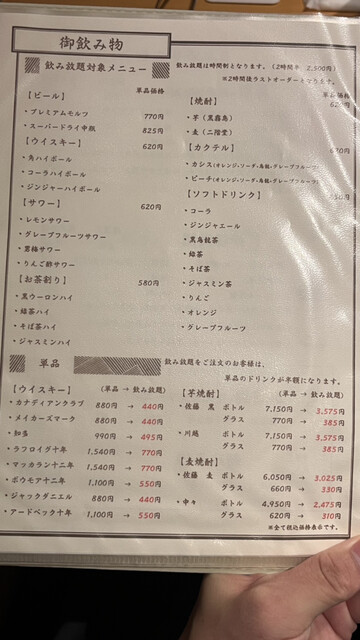 御飲み物
飲み放題対象メニュー
飲み放題は時間制となります。（2時間半 2,500円）
※2時間後ラストオーダーとなります。
単品価格
【ビール】
・プレミアムモルツ 770円
・スーパードライ中瓶 825円
【ウイスキー】 620円
・角ハイボール
・コーラハイボール
・ジンジャーハイボール
【サワー】 620円
・レモンサワー
・グレープフルーツサワー
・霧梅サワー
・りんご酢サワー
【お茶割り】 580円
・黒ウーロンハイ
・緑茶ハイ
・そば茶ハイ
・ジャスミンハイ
単品価格
【焼酎】 620円
・芋（黒霧島）
・麦（二階堂）
【カクテル】
・カシス(オレンジ・ソーダ・烏龍・グレープフルーツ)
・ピーチ(オレンジ・ソーダ・烏龍・グレープフルーツ)
【ソフトドリンク】
・コーラ
・ジンジャエール
・黒烏龍茶
・緑茶
・そば茶
・ジャスミン茶
・りんご
・オレンジ
・グレープフルーツ
単品
飲み放題をご注文のお客様は、
単品のドリンクが半額になります。
【ウイスキー】 （単品 → 飲み放題）
・カナディアンクラブ 880円 → 440円
・メイカーズマーク 880円 → 440円
・知多 990円 → 495円
・ラフロイグ十年 1,540円 → 770円
・マッカラン十二年 1,540円 → 770円
・ボウモア十二年 1,100円 → 550円
・ジャックダニエル 880円 → 440円
・アードベック十年 1,100円 → 550円
【芋焼酎】 （単品 → 飲み放題）
・佐藤 黒 ボトル 7,150円 → 3,575円
グラス 770円 → 385円
・川越 ボトル 7,150円 → 3,575円
グラス 770円 → 385円
【麦焼酎】
・佐藤 麦 ボトル 6,050円 → 3,025円
グラス 660円 → 330円
・中々 ボトル 4,950円 → 2,475円
グラス 620円 → 310円
※全て税込価格表示です。